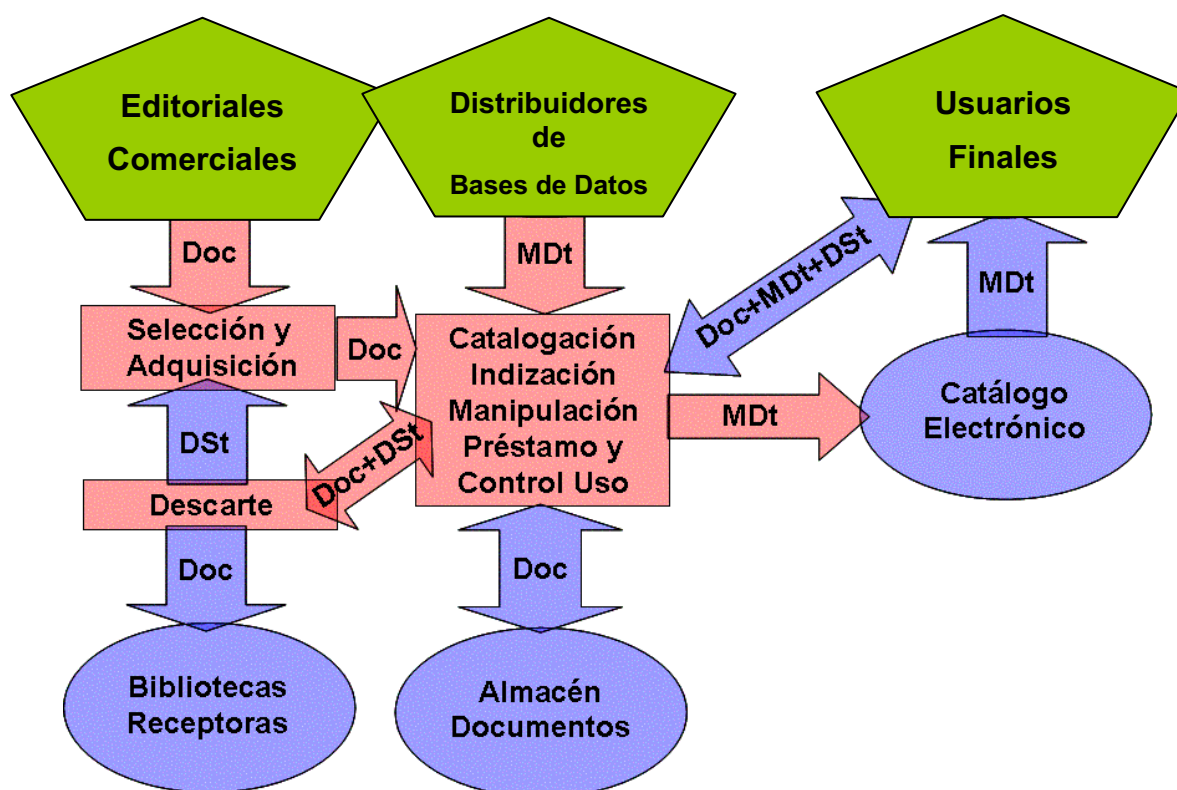 Editoriales
Comerciales
Distribuidores
de
Bases de Datos
Usuarios
Finales
Doc
MDt
Doc+MDt+DSt
MDt
Selección y
Adquisición
Doc
Catalogación
Indización
Manipulación
Préstamo y
Control Uso
MDt
Catálogo
Electrónico
DSt
Doc+DSt
Descarte
Doc
Doc
Bibliotecas
Receptoras
Almacén
Documentos